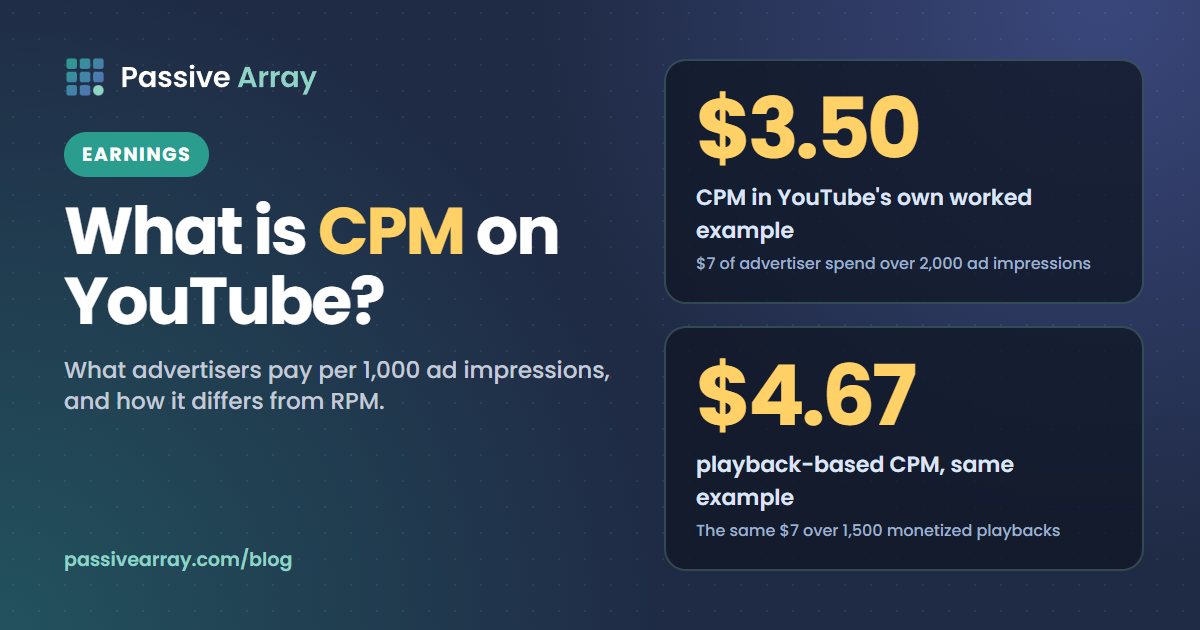 Passive Array
EARNINGS
What is CPM on
YouTube?
What advertisers pay per 1,000 ad impressions,
and how it differs from RPM.
passivearray.com/blog
$3.50
CPM in YouTube's own worked
example
$7 of advertiser spend over 2,000 ad impressions
$4.67
playback-based CPM, same
example
The same $7 over 1,500 monetized playbacks